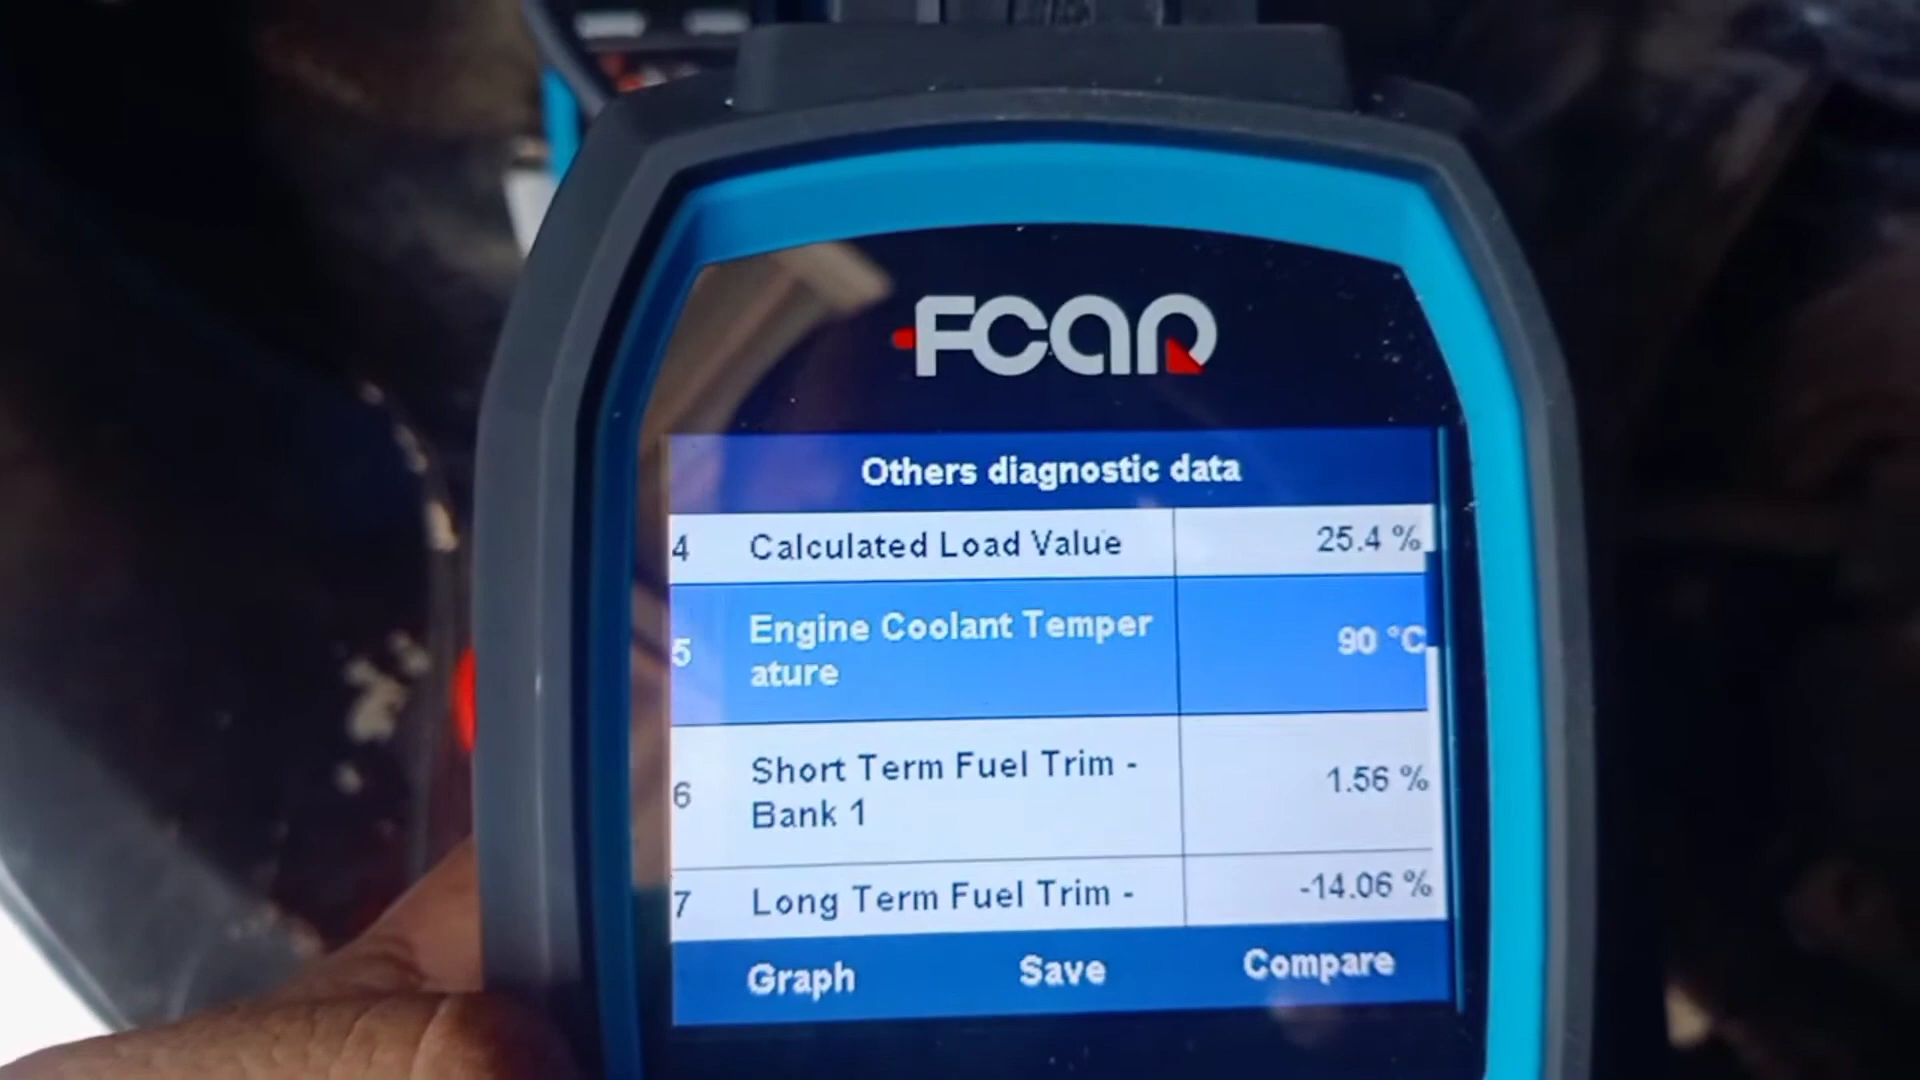 FCAR
Others diagnostic data
4 Calculated Load Value 25.4 %
5 Engine Coolant Temper
ature 90 °C
6 Short Term Fuel Trim -
Bank 1 1.56 %
7 Long Term Fuel Trim - -14.06 %
Graph Save Compare